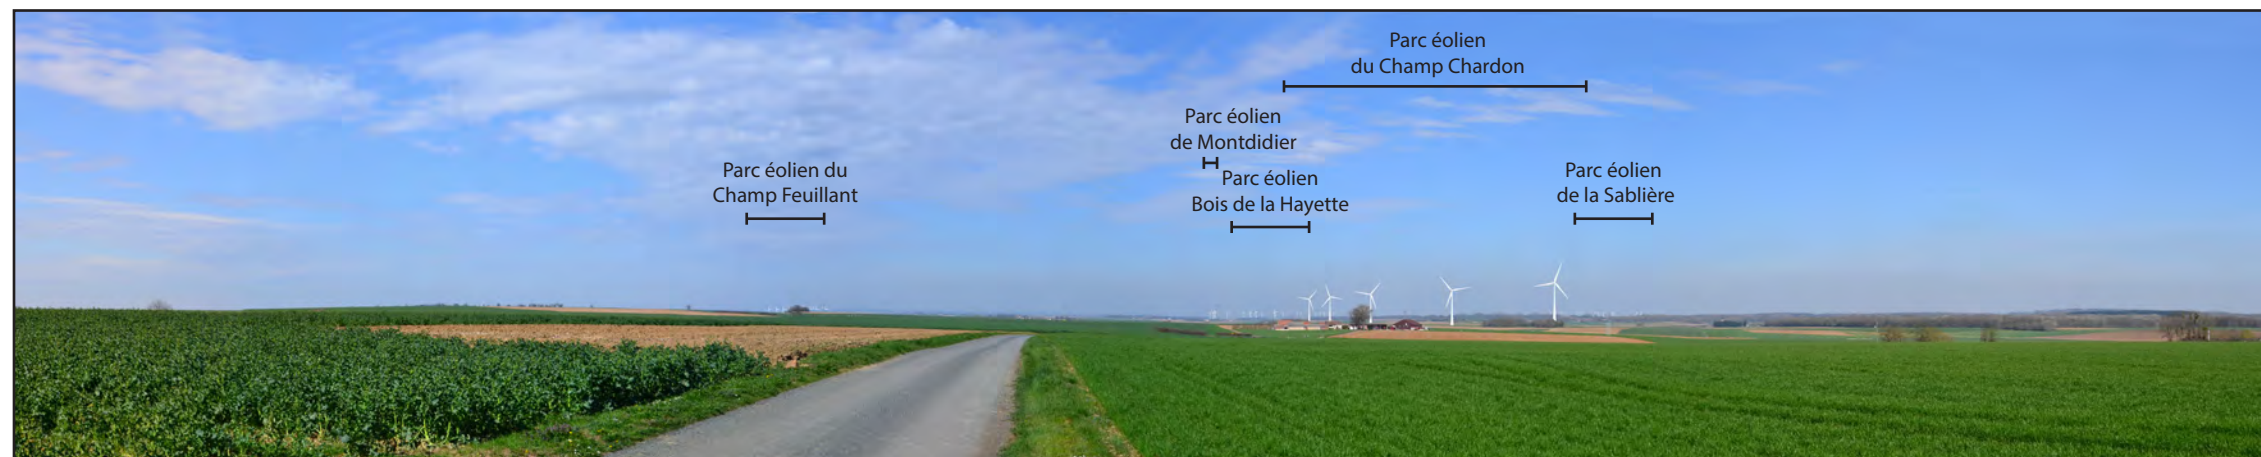 Parc éolien
du Champ Chardon
Parc éolien
de Montdidier
Parc éolien du
Champ Feuillant
Parc éolien
Bois de la Hayette
Parc éolien
de la Sablière